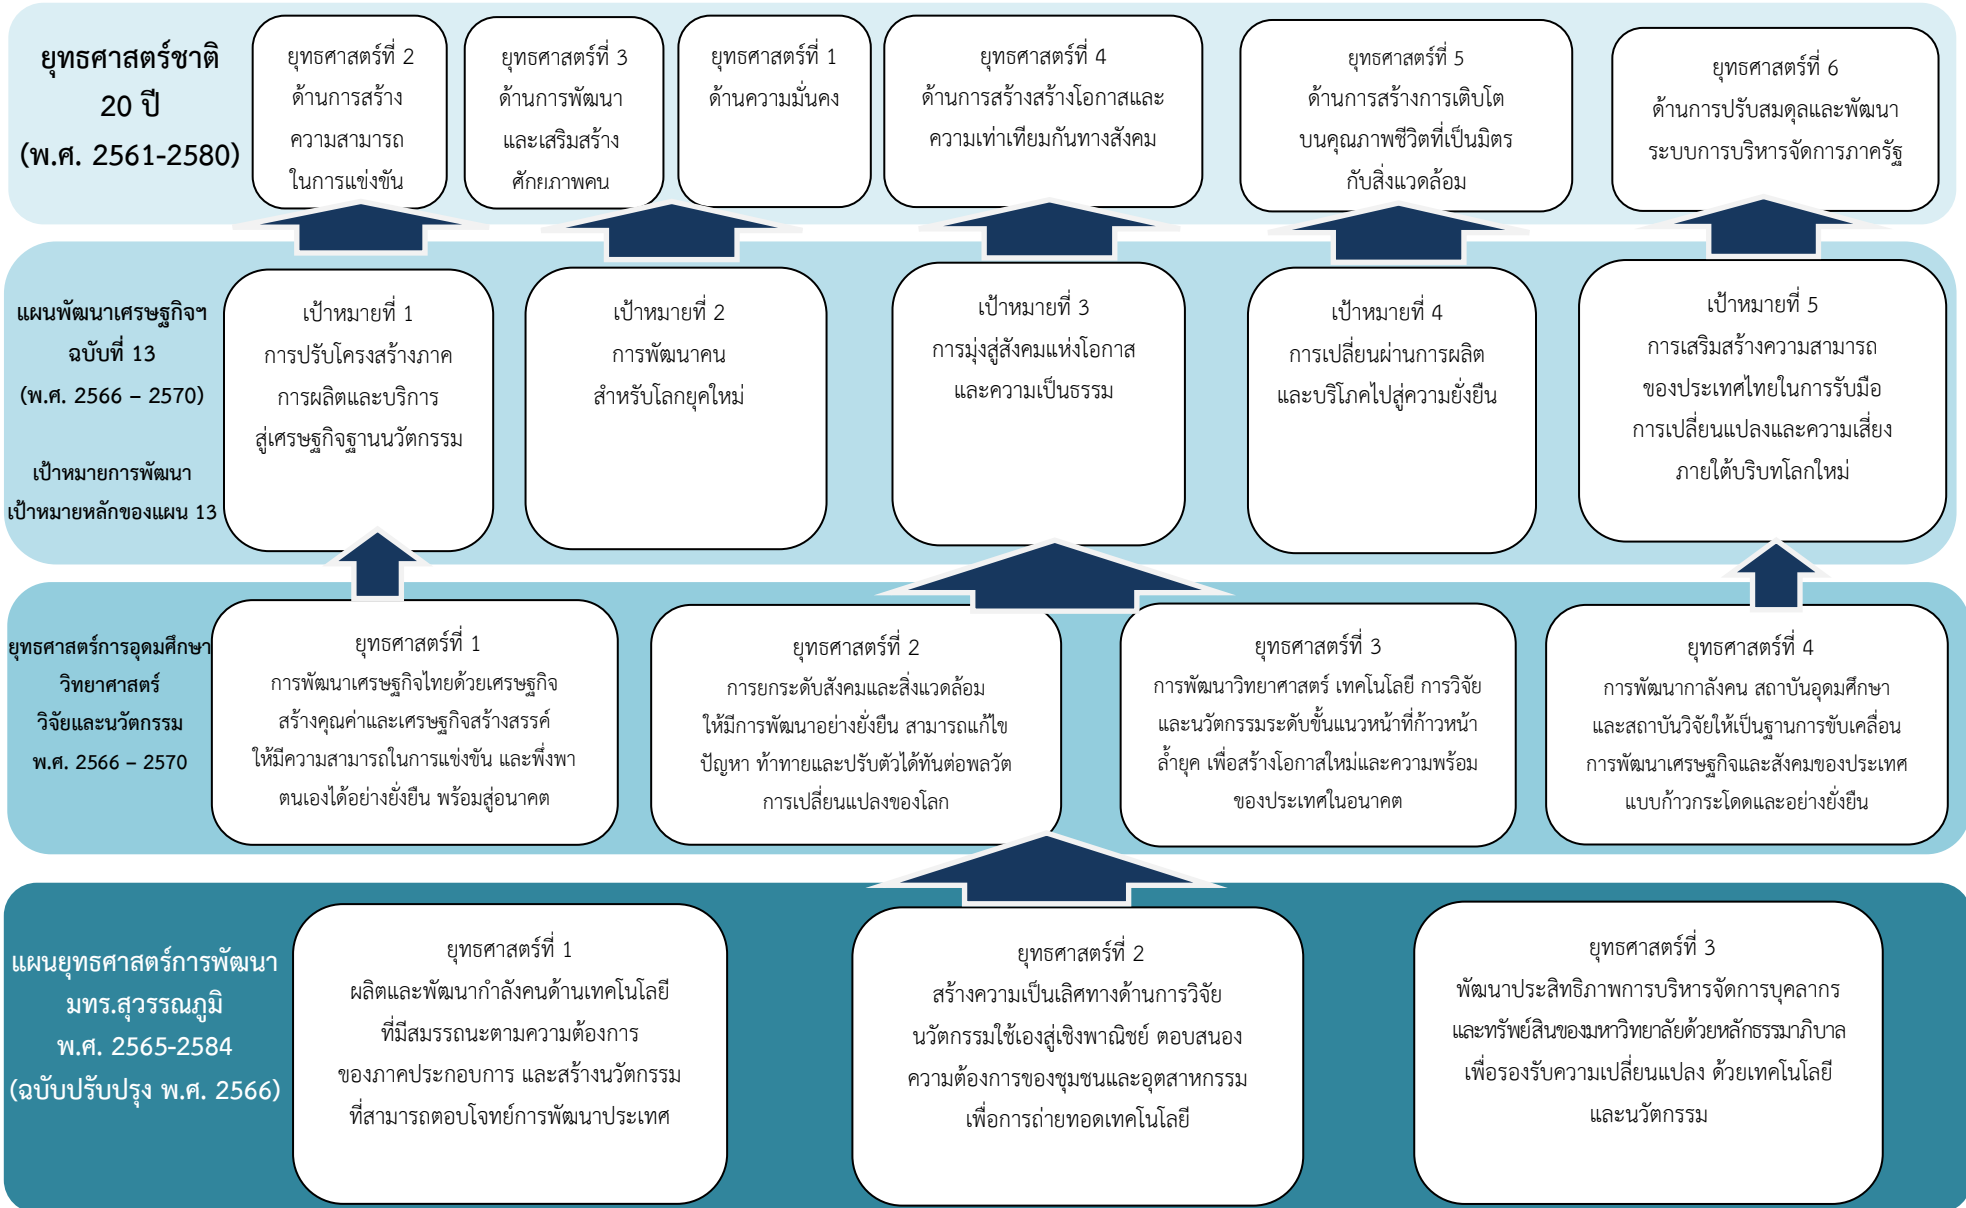 ยุทธศาสตร์ชาติ
20 ปี
(พ.ศ. 2561-2580)
ยุทธศาสตร์ที่ 2
ด้านการสร้าง
ความสามารถ
ในการแข่งขัน
ยุทธศาสตร์ที่ 3
ด้านการพัฒนา
และเสริมสร้าง
ศักยภาพคน
ยุทธศาสตร์ที่ 1
ด้านความมั่นคง
ยุทธศาสตร์ที่ 4
ด้านการสร้างสร้างโอกาสและ
ความเท่าเทียมกันทางสังคม
ยุทธศาสตร์ที่ 5
ด้านการสร้างการเติบโต
บนคุณภาพชีวิตที่เป็นมิตร
กับสิ่งแวดล้อม
ยุทธศาสตร์ที่ 6
ด้านการปรับสมดุลและพัฒนา
ระบบการบริหารจัดการภาครัฐ
แผนพัฒนาเศรษฐกิจฯ
ฉบับที่ 13
(พ.ศ. 2566 – 2570)
เป้าหมายการพัฒนา
เป้าหมายหลักของแผน 13
เป้าหมายที่ 1
การปรับโครงสร้างภาค
การผลิตและบริการ
สู่เศรษฐกิจฐานนวัตกรรม
เป้าหมายที่ 2
การพัฒนาคน
สำหรับโลกยุคใหม่
เป้าหมายที่ 3
การมุ่งสู่สังคมแห่งโอกาส
และความเป็นธรรม
เป้าหมายที่ 4
การเปลี่ยนผ่านการผลิต
และบริโภคไปสู่ความยั่งยืน
เป้าหมายที่ 5
การเสริมสร้างความสามารถ
ของประเทศไทยในการรับมือ
การเปลี่ยนแปลงและความเสี่ยง
ภายใต้บริบทโลกใหม่
ยุทธศาสตร์การอุดมศึกษา
วิทยาศาสตร์
วิจัยและนวัตกรรม
พ.ศ. 2566 – 2570
ยุทธศาสตร์ที่ 1
การพัฒนาเศรษฐกิจไทยด้วยเศรษฐกิจ
สร้างคุณค่าและเศรษฐกิจสร้างสรรค์
ให้มีความสามารถในการแข่งขัน และพึ่งพา
ตนเองได้อย่างยั่งยืน พร้อมสู่อนาคต
ยุทธศาสตร์ที่ 2
การยกระดับสังคมและสิ่งแวดล้อม
ให้มีการพัฒนาอย่างยั่งยืน สามารถแก้ไข
ปัญหา ท้าทายและปรับตัวได้ทันต่อพลวัต
การเปลี่ยนแปลงของโลก
ยุทธศาสตร์ที่ 3
การพัฒนาวิทยาศาสตร์ เทคโนโลยี การวิจัย
และนวัตกรรมระดับขั้นแนวหน้าที่ก้าวหน้า
ล้ำยุค เพื่อสร้างโอกาสใหม่และความพร้อม
ของประเทศในอนาคต
ยุทธศาสตร์ที่ 4
การพัฒนากาลังคน สถาบันอุดมศึกษา
และสถาบันวิจัยให้เป็นฐานการขับเคลื่อน
การพัฒนาเศรษฐกิจและสังคมของประเทศ
แบบก้าวกระโดดและอย่างยั่งยืน
แผนยุทธศาสตร์การพัฒนา
มทร.สุวรรณภูมิ
พ.ศ. 2565-2584
(ฉบับปรับปรุง พ.ศ. 2566)
ยุทธศาสตร์ที่ 1
ผลิตและพัฒนากำลังคนด้านเทคโนโลยี
ที่มีสมรรถนะตามความต้องการ
ของภาคประกอบการ และสร้างนวัตกรรม
ที่สามารถตอบโจทย์การพัฒนาประเทศ
ยุทธศาสตร์ที่ 2
สร้างความเป็นเลิศทางด้านการวิจัย
นวัตกรรมใช้เองสู่เชิงพาณิชย์ ตอบสนอง
ความต้องการของชุมชนและอุตสาหกรรม
เพื่อการถ่ายทอดเทคโนโลยี
ยุทธศาสตร์ที่ 3
พัฒนาประสิทธิภาพการบริหารจัดการบุคลากร
และทรัพย์สินของมหาวิทยาลัยด้วยหลักธรรมาภิบาล
เพื่อรองรับความเปลี่ยนแปลง ด้วยเทคโนโลยี
และนวัตกรรม